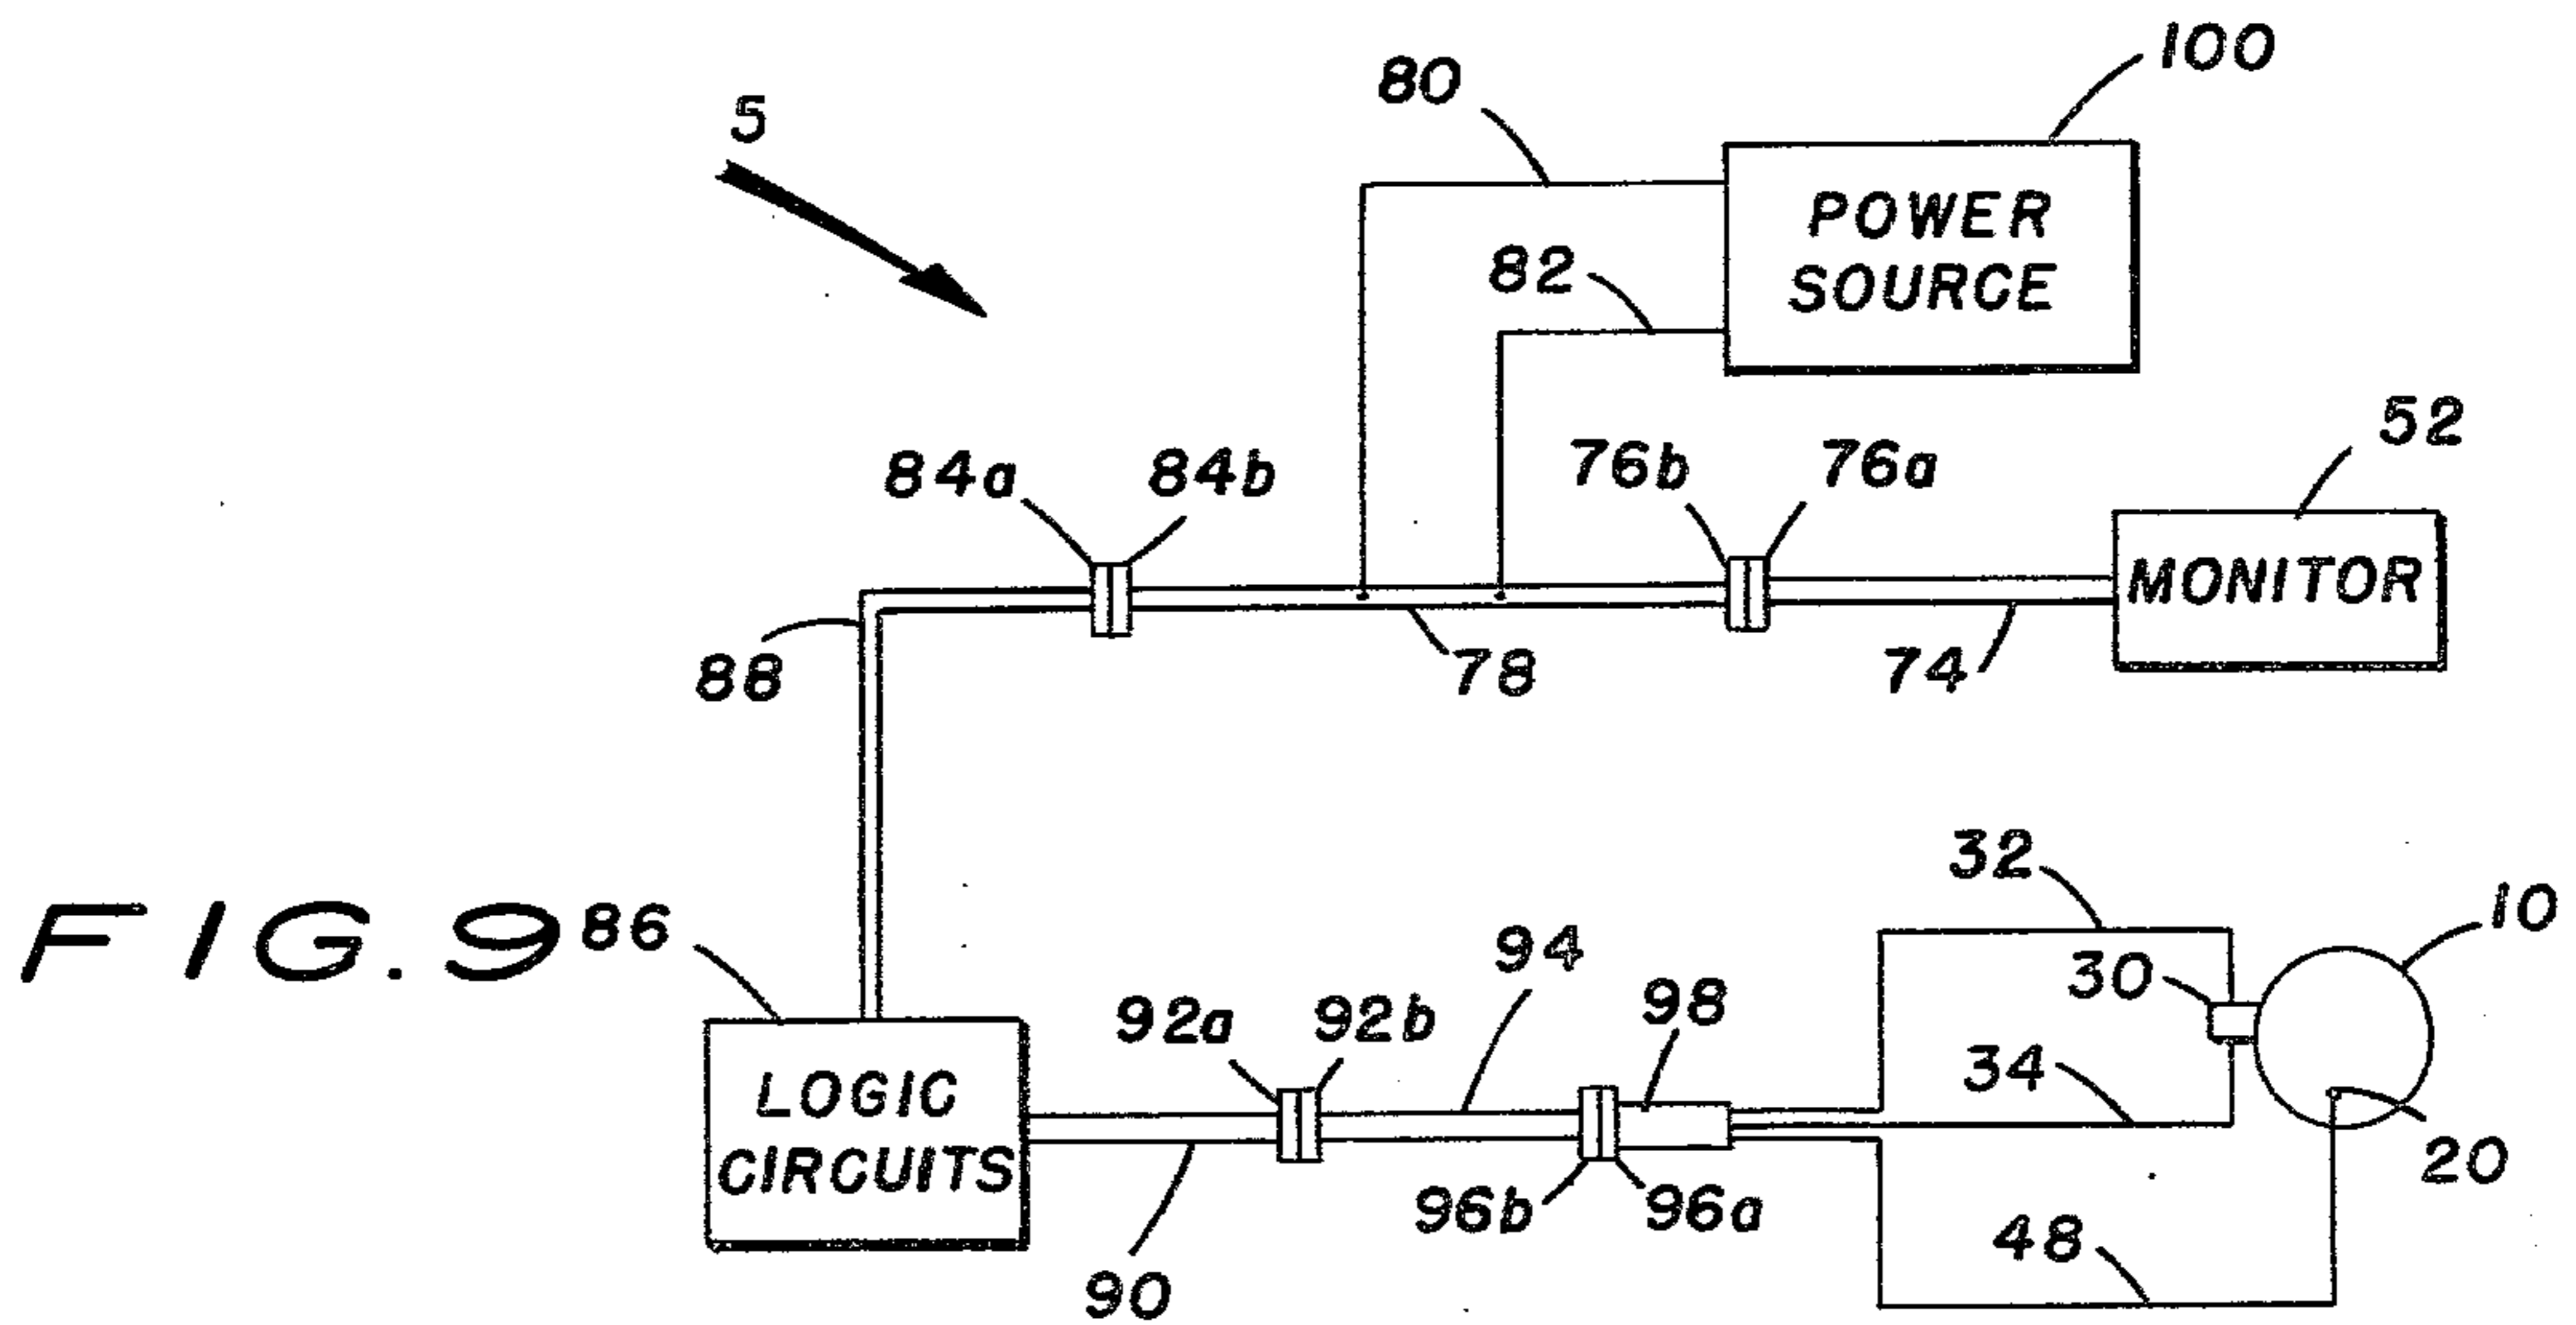 100
80
5
POWER
SOURCE
82
52
84a 84b 76b 76a
MONITOR
88 78 74
32
10
FIG. 9 86 94 30
98
92a 92b
34
LOGIC
CIRCUITS
20
96b 96a
48
90